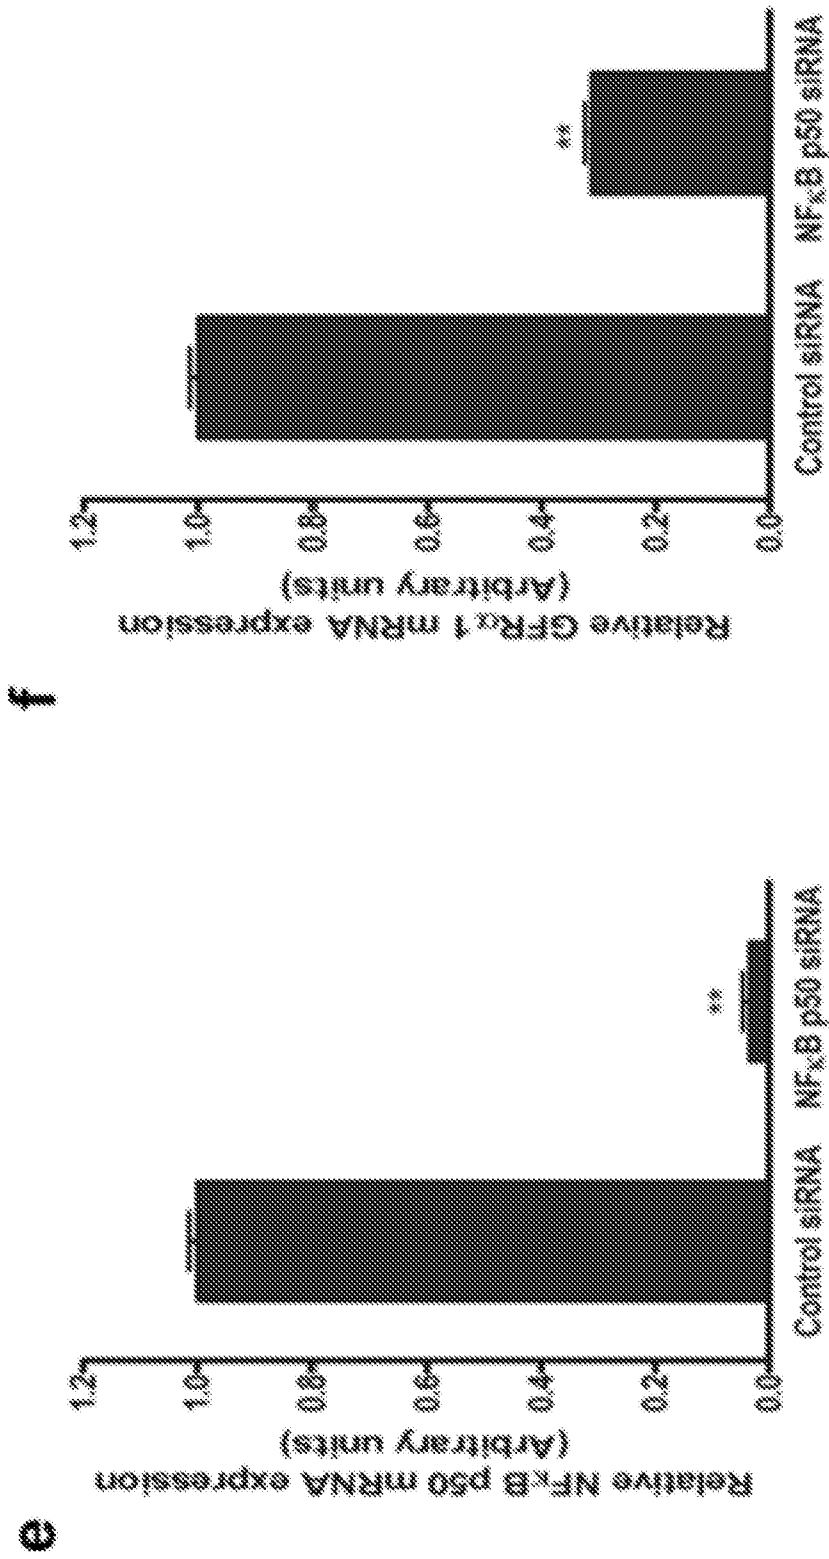 e
Relative NFκB p50 mRNA expression
(Arbitrary units)
1.2
1.0
0.8
0.6
0.4
0.2
0.0
**
Control siRNA
NFκB p50 siRNA
f
Relative GFRα1 mRNA expression
(Arbitrary units)
1.2
1.0
0.8
0.6
0.4
0.2
0.0
**
Control siRNA
NFκB p50 siRNA